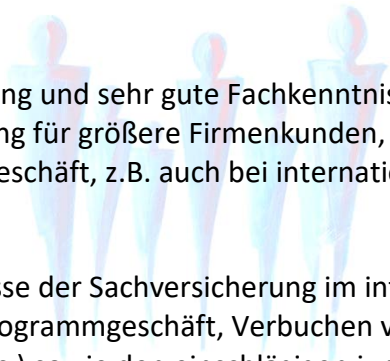 ng und sehr gute Fachkenntnis
ng für größere Firmenkunden,
eschäft, z.B. auch bei internatio
sse der Sachversicherung im int
ogrammgeschäft, Verbuchen v